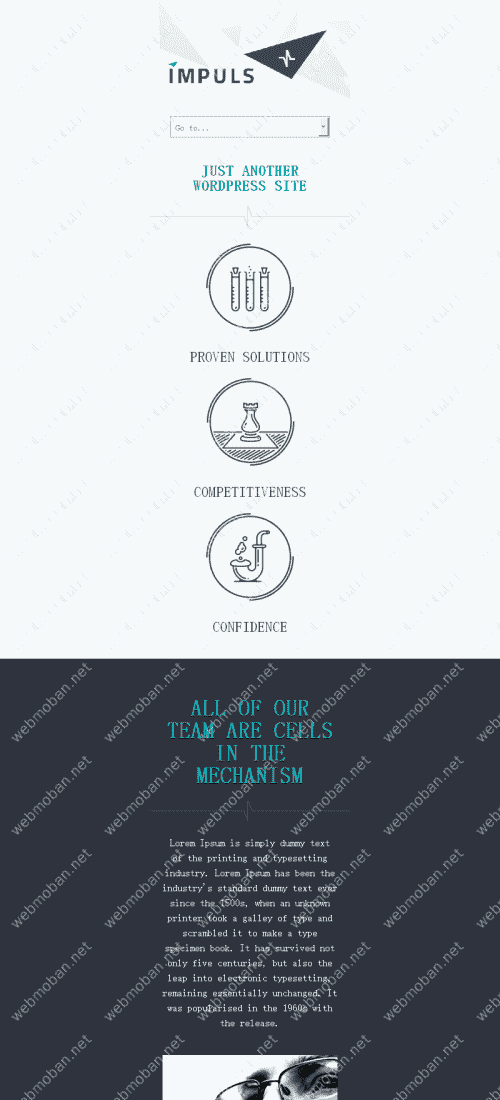 IMPULS
Go to...
JUST ANOTHER
WORDPRESS SITE
PROVEN SOLUTIONS
COMPETITIVENESS
CONFIDENCE
ALL OF OUR
TEAM ARE CELLS
IN THE
MECHANISM
Lorem Ipsum is simply dummy text
of the printing and typesetting
industry. Lorem Ipsum has been the
industry's standard dummy text ever
since the 1500s, when an unknown
printer took a galley of type and
scrambled it to make a type
specimen book. It has survived not
only five centuries, but also the
leap into electronic typesetting,
remaining essentially unchanged. It
was popularised in the 1960s with
the release.
webmoban.net